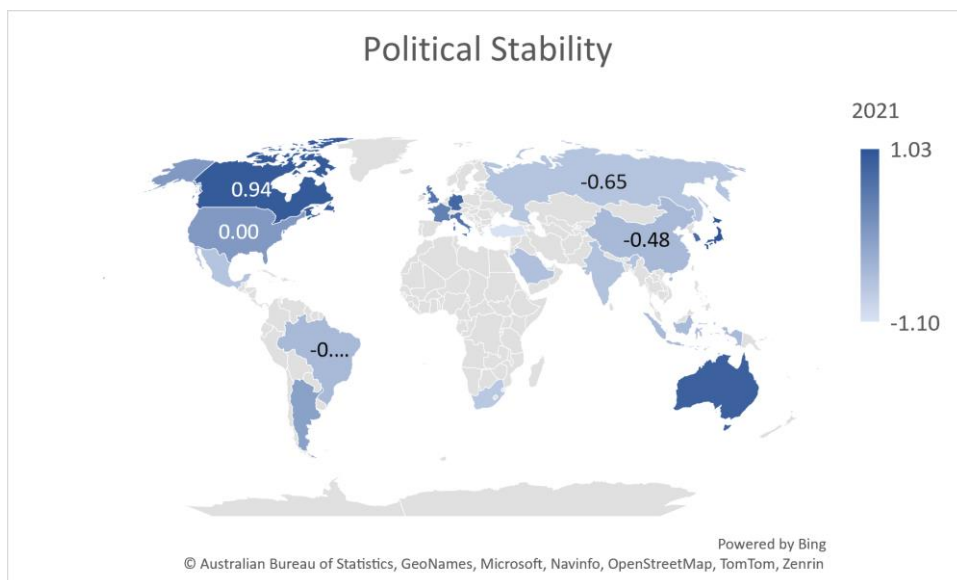 Political Stability
2021
1.03
-1.10
0.94
0.00
-0.65
-0.48
-0....
Powered by Bing
© Australian Bureau of Statistics, GeoNames, Microsoft, Navinfo, OpenStreetMap, TomTom, Zenrin